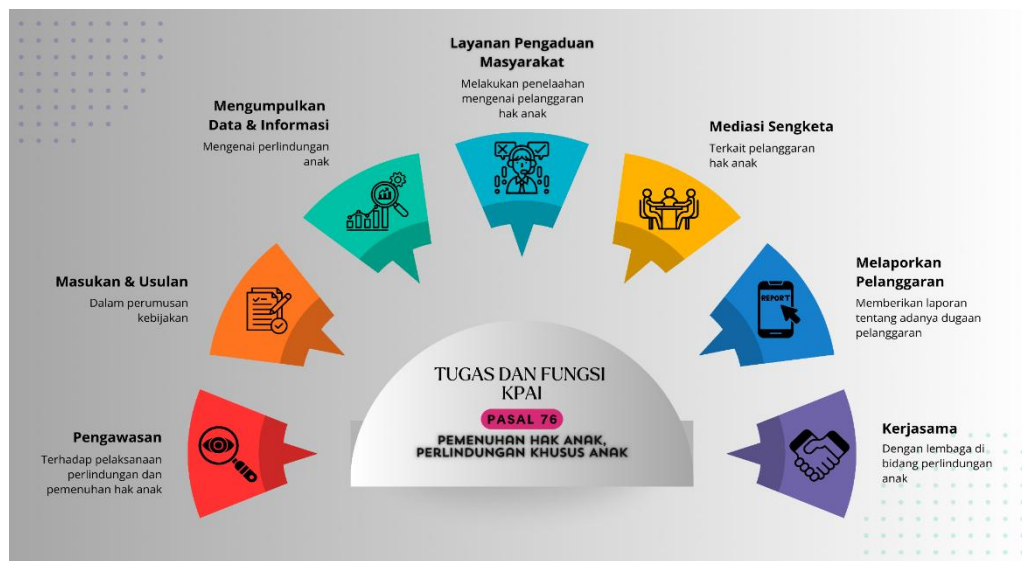 Layanan Pengaduan
Masyarakat
Melakukan penelaahan
mengenai pelanggaran
hak anak
Mengumpulkan
Data & Informasi
Mengenai perlindungan
anak
Mediasi Sengketa
Terkait pelanggaran
hak anak
Masukan & Usulan
Dalam perumusan
kebijakan
Melaporkan
Pelanggaran
Memberikan laporan
tentang adanya dugaan
pelanggaran
REPORT
Pengawasan
Terhadap pelaksanaan
perlindungan dan
pemenuhan hak anak
TUGAS DAN FUNGSI
KPAI
PASAL 76
PEMENUHAN HAK ANAK,
PERLINDUNGAN KHUSUS ANAK
Kerjasama
Dengan lembaga di
bidang perlindungan
anak